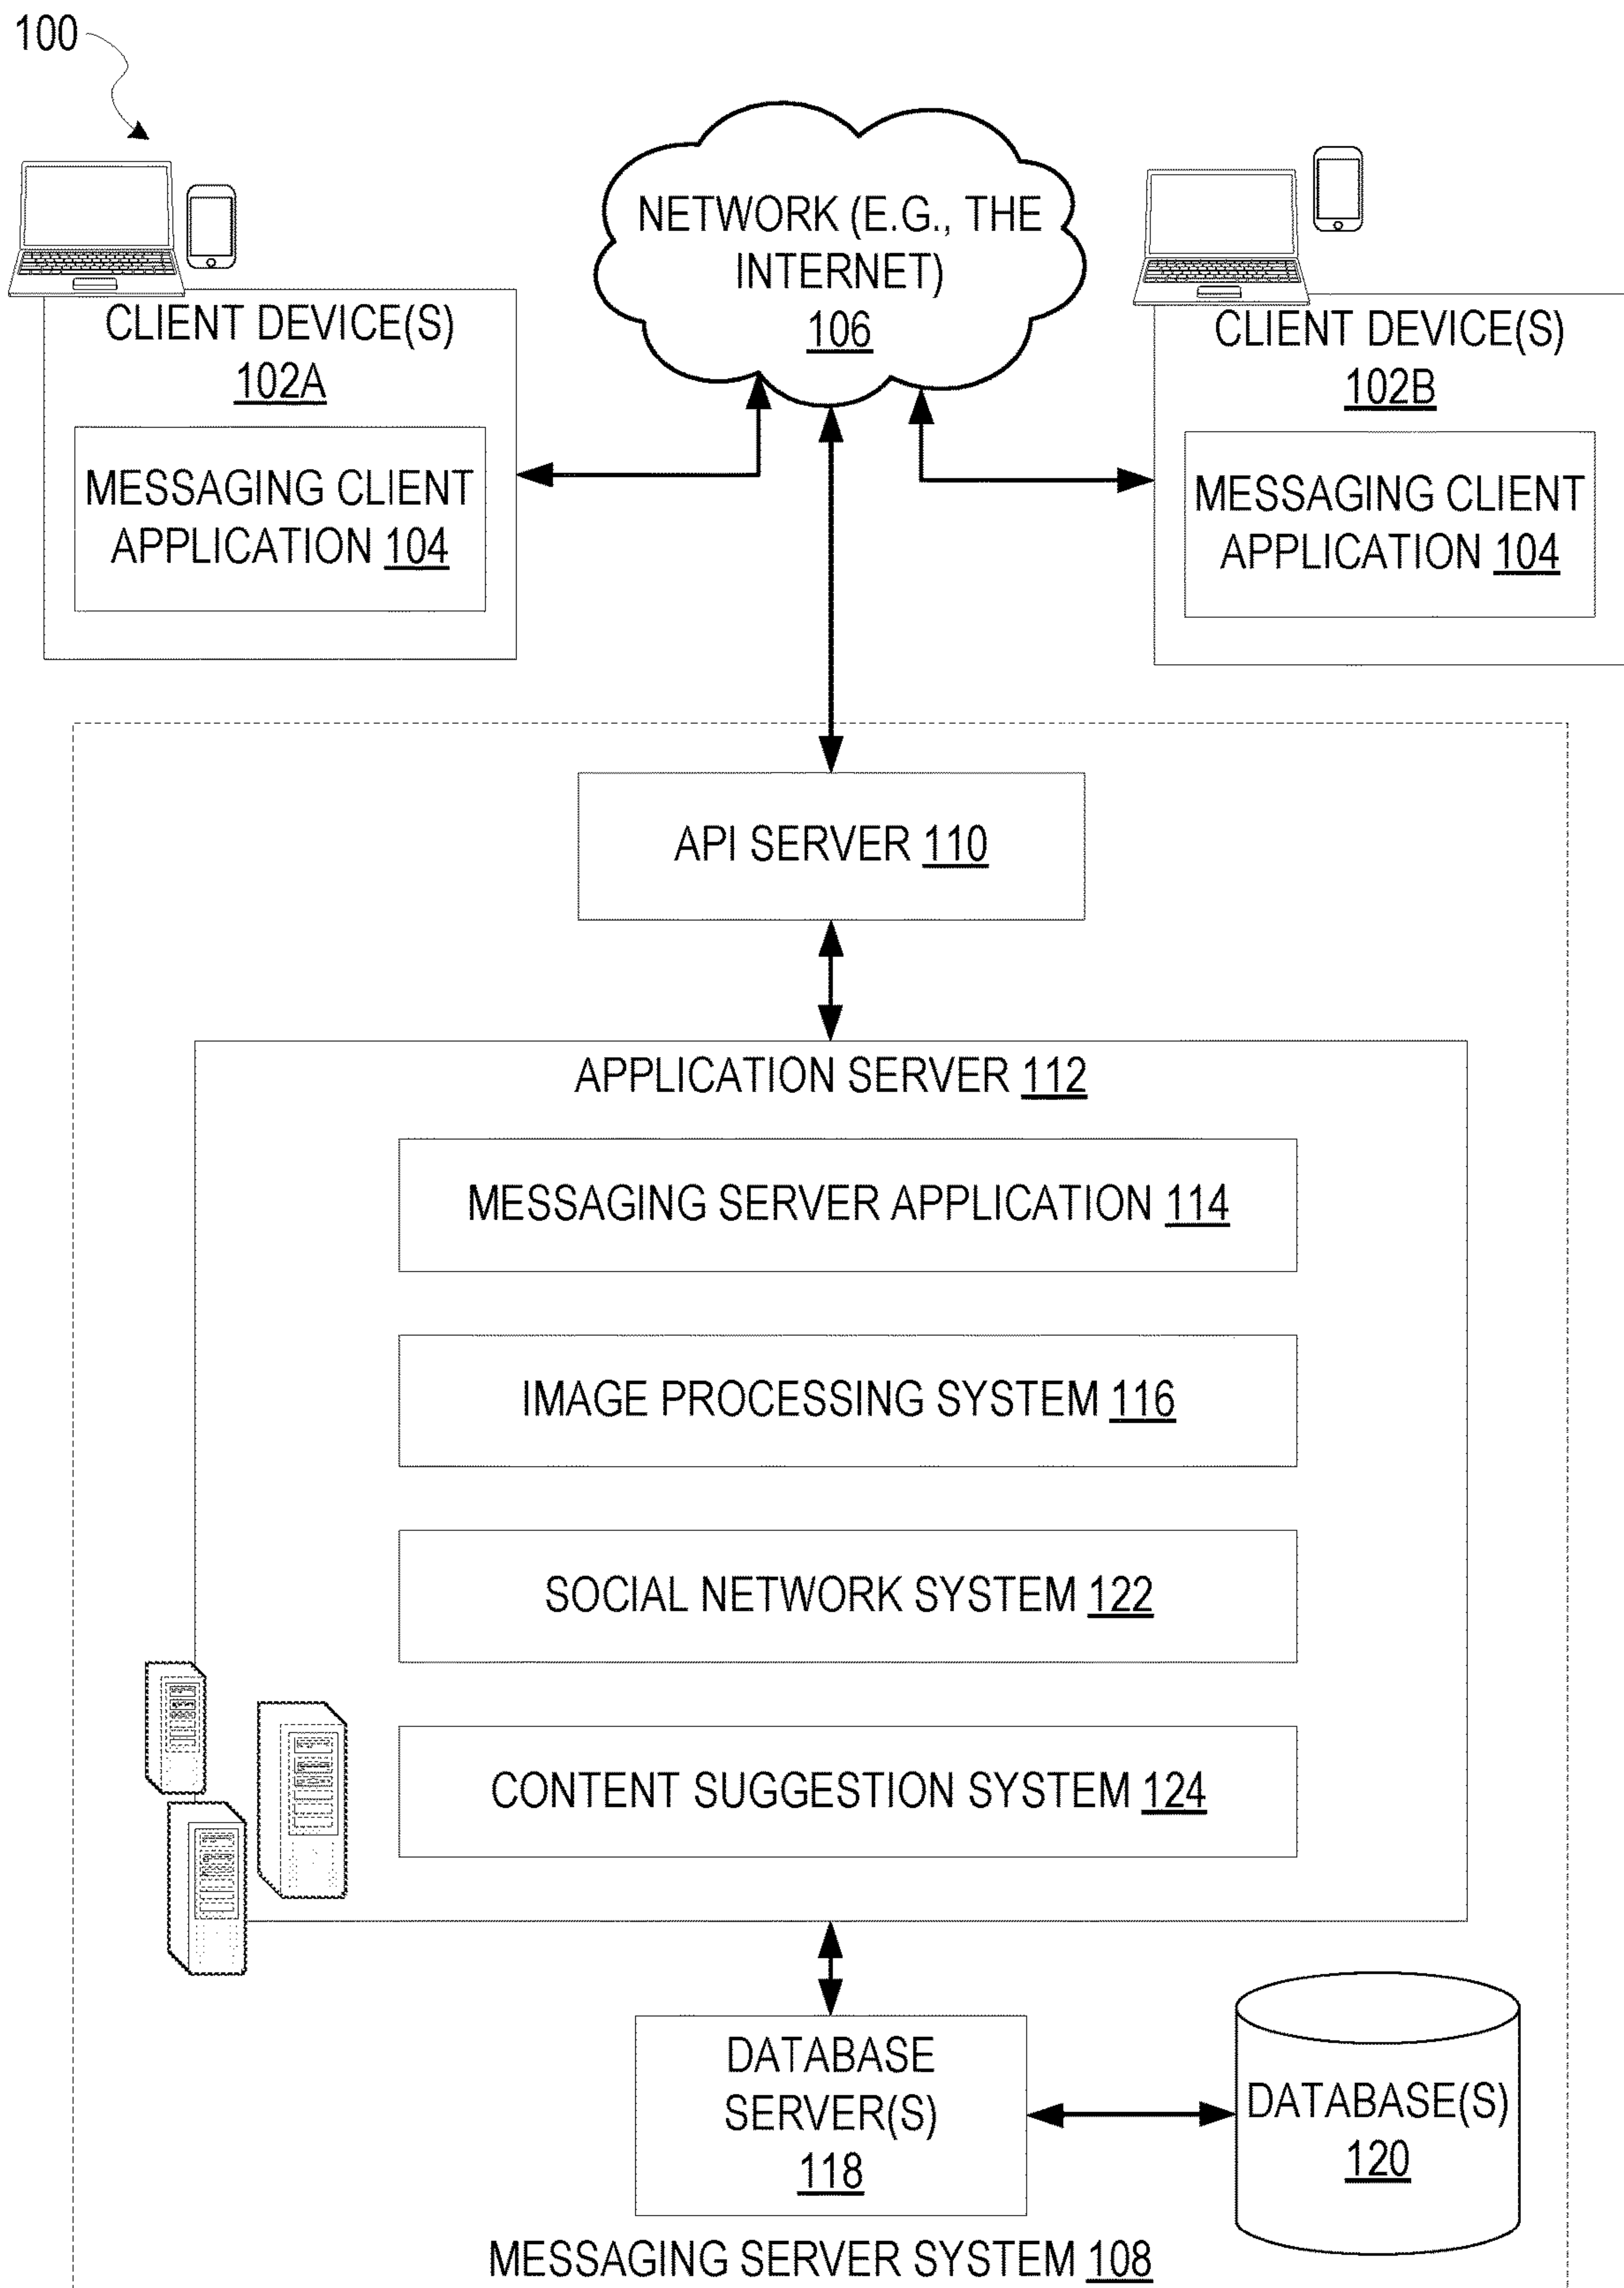 100
NETWORK (E.G., THE
INTERNET)
106
CLIENT DEVICE(S)
102A
MESSAGING CLIENT
APPLICATION 104
CLIENT DEVICE(S)
102B
MESSAGING CLIENT
APPLICATION 104
API SERVER 110
APPLICATION SERVER 112
MESSAGING SERVER APPLICATION 114
IMAGE PROCESSING SYSTEM 116
SOCIAL NETWORK SYSTEM 122
CONTENT SUGGESTION SYSTEM 124
DATABASE
SERVER(S)
118
DATABASE(S)
120
MESSAGING SERVER SYSTEM 108